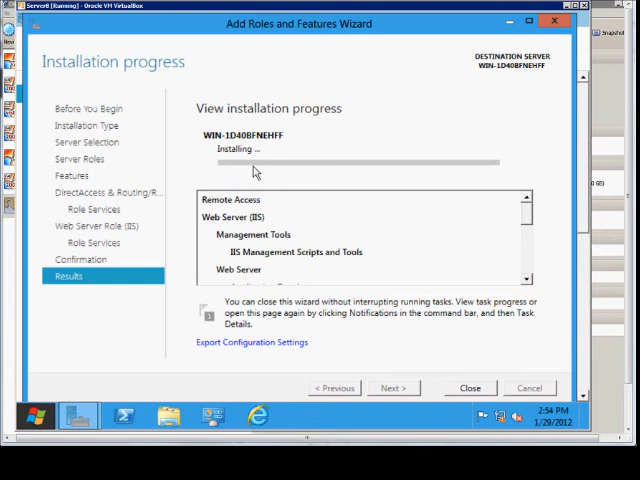 Server8 [Running] - Oracle VM VirtualBox
Add Roles and Features Wizard
Snapshot
New
Installation progress
DESTINATION SERVER
WIN-1D40BFNEHFF
Before You Begin
Installation Type
Server Selection
Server Roles
Features
DirectAccess & Routing/R...
Role Services
Web Server Role (IIS)
Role Services
Confirmation
Results
View installation progress
WIN-1D40BFNEHFF
Installing ...
Remote Access
Web Server (IIS)
Management Tools
IIS Management Scripts and Tools
Web Server
You can close this wizard without interrupting running tasks. View task progress or
open this page again by clicking Notifications in the command bar, and then Task
Details.
Export Configuration Settings
< Previous
Next >
Close
Cancel
2:54 PM
1/29/2012